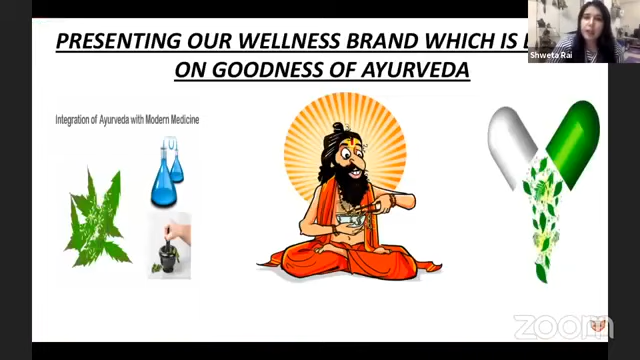 PRESENTING OUR WELLNESS BRAND WHICH IS
ON GOODNESS OF AYURVEDA
Shweta Rai
Integration of Ayurveda with Modern Medicine
zoom